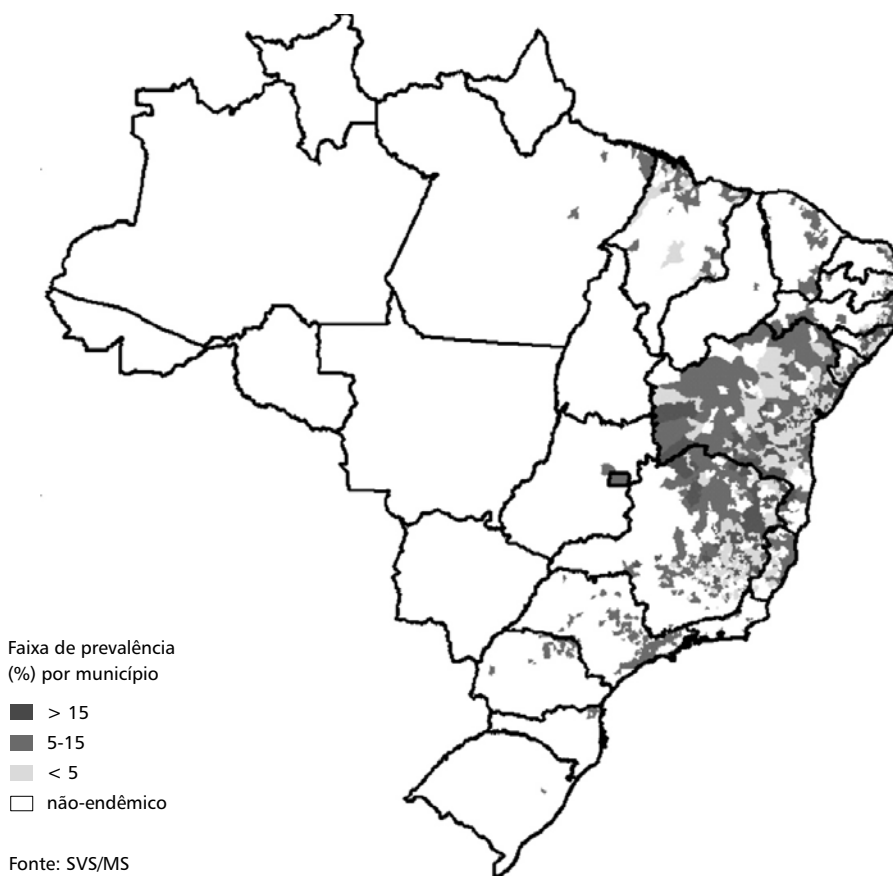 Faixa de prevalência
(%) por município
> 15
5-15
< 5
não-endêmico
Fonte: SVS/MS